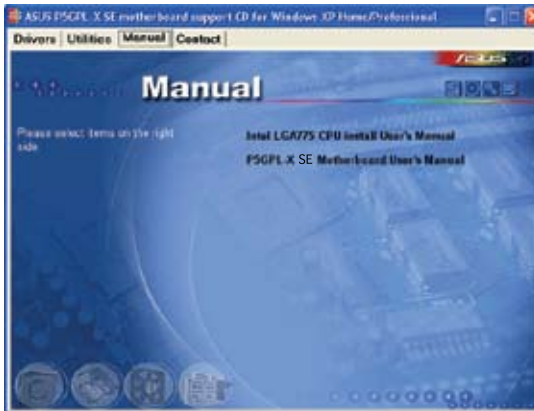 ASUS P5GPL-X SE motherboard support CD for Windows XP Home/Professional
Drivers Utilities Manual Contact
Manual
Please select items on the right
side
Intel LGA775 CPU install User's Manual
P5GPL-X SE Motherboard User's Manual